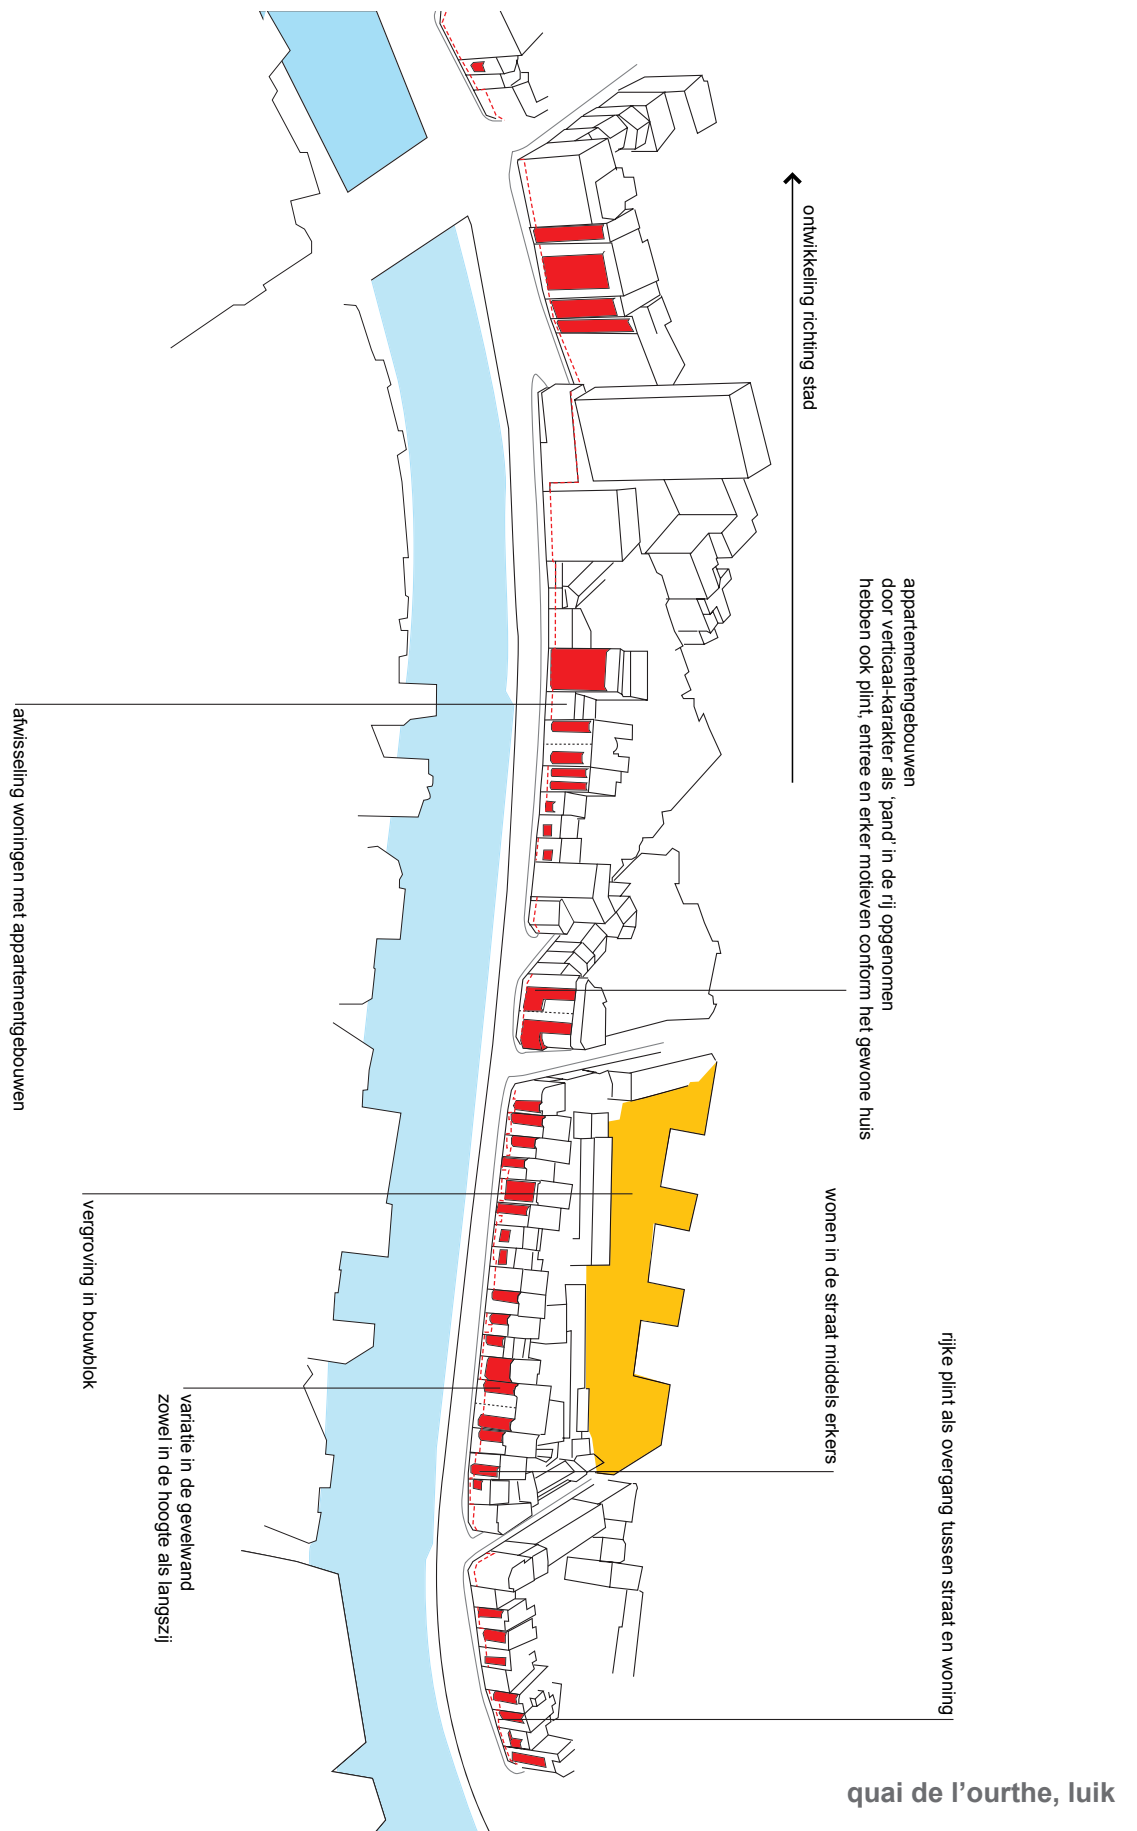 ontwikkeling richting stad
appartementengebouwen
door verticaal-karakter als 'pand' in de rij opgenomen
hebben ook plint, entree en erker motieven conform het gewone huis
afwisseling woningen met appartementgebouwen
wonen in de straat middels erkers
vergroving in bouwblok
rijke plint als overgang tussen straat en woning
variatie in de gevelwand
zowel in de hoogte als langszij
quai de l'ourthe, luik